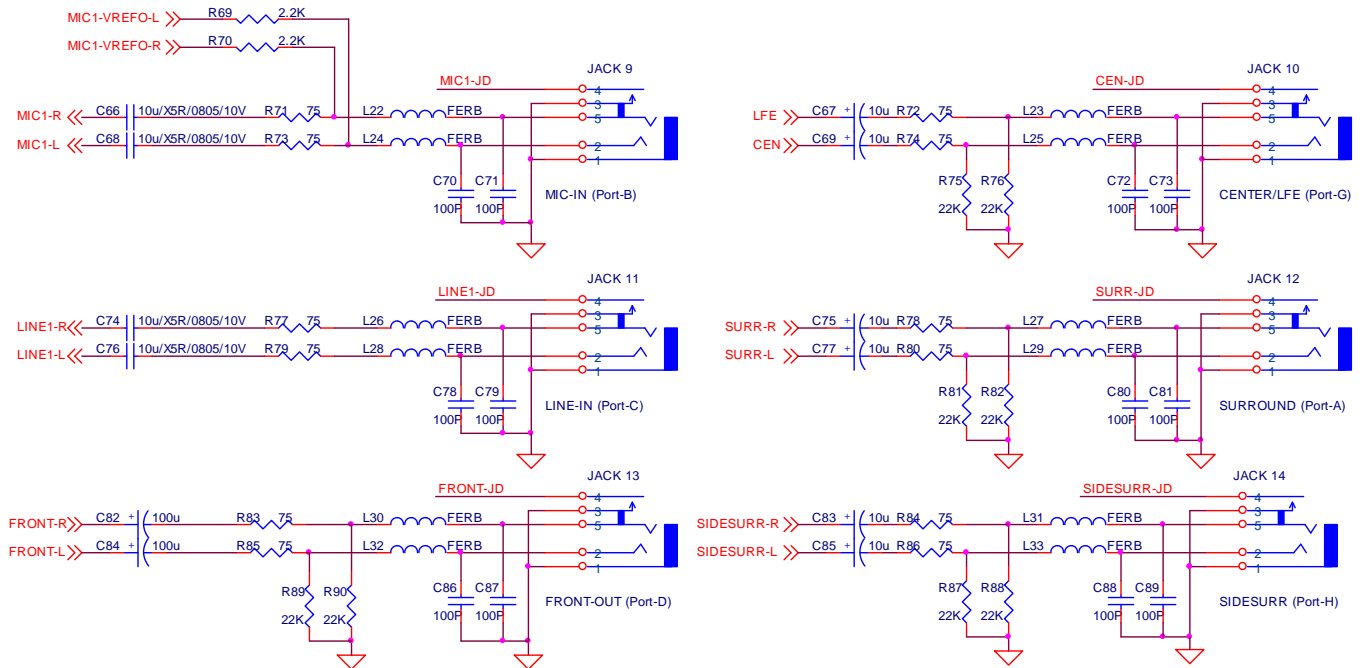 MIC1-VREFO-L R69 2.2K
MIC1-VREFO-R R70 2.2K
MIC1-JD JACK 9
4
3
MIC1-R C66 10u/X5R/0805/10V R71 75 L22 FERB 5
MIC1-L C68 10u/X5R/0805/10V R73 75 L24 FERB 2
1
C70 C71
100P 100P
MIC-IN (Port-B)
CEN-JD JACK 10
4
3
LFE C67 + 10u R72 75 L23 FERB 5
CEN C69 + 10u R74 75 L25 FERB 2
1
R75 R76
22K 22K
C72 C73
100P 100P
CENTER/LFE (Port-G)
LINE1-JD JACK 11
4
3
LINE1-R C74 10u/X5R/0805/10V R77 75 L26 FERB 5
LINE1-L C76 10u/X5R/0805/10V R79 75 L28 FERB 2
1
C78 C79
100P 100P
LINE-IN (Port-C)
SURR-JD JACK 12
4
3
SURR-R C75 + 10u R78 75 L27 FERB 5
SURR-L C77 + 10u R80 75 L29 FERB 2
1
R81 R82
22K 22K
C80 C81
100P 100P
SURROUND (Port-A)
FRONT-JD JACK 13
4
3
FRONT-R C82 + 100u R83 75 L30 FERB 5
FRONT-L C84 + 100u R85 75 L32 FERB 2
1
R89 R90
22K 22K
C86 C87
100P 100P
FRONT-OUT (Port-D)
SIDESURR-JD JACK 14
4
3
SIDESURR-R C83 + 10u R84 75 L31 FERB 5
SIDESURR-L C85 + 10u R86 75 L33 FERB 2
1
R87 R88
22K 22K
C88 C89
100P 100P
SIDESURR (Port-H)